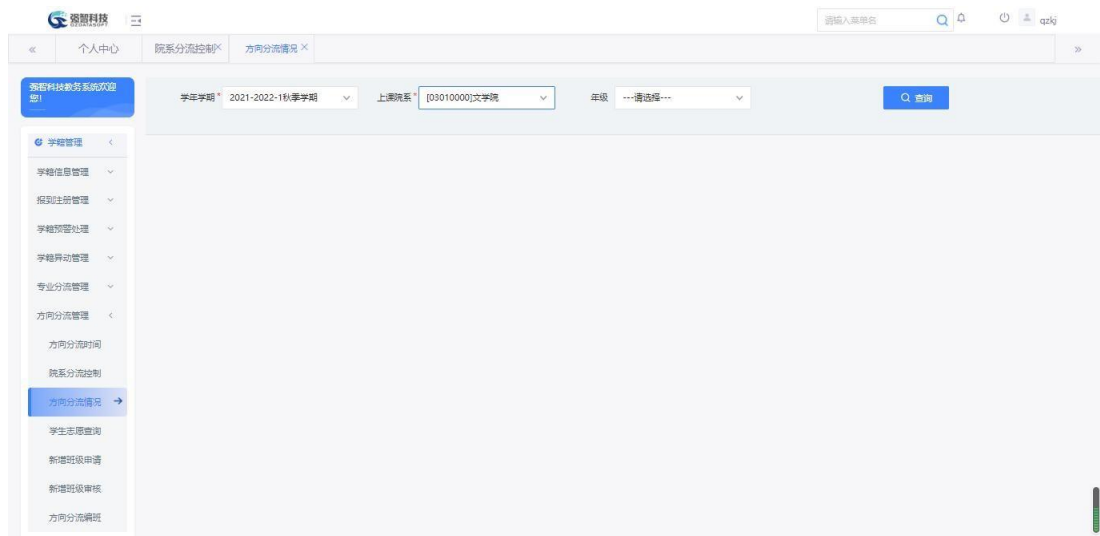 强智科技
QZDATASOFT
请输入菜单名
qzkj
«
个人中心
院系分流控制×
方向分流情况 ×
»
强智科技教务系统欢迎
您!
学年学期* 2021-2022-1秋季学期
上课院系* [03010000]文学院
年级 ---请选择---
查询
学籍管理
学籍信息管理
报到注册管理
学籍预警处理
学籍异动管理
专业分流管理
方向分流管理
方向分流时间
院系分流控制
方向分流情况
学生志愿查询
新增班级申请
新增班级审核
方向分流编班